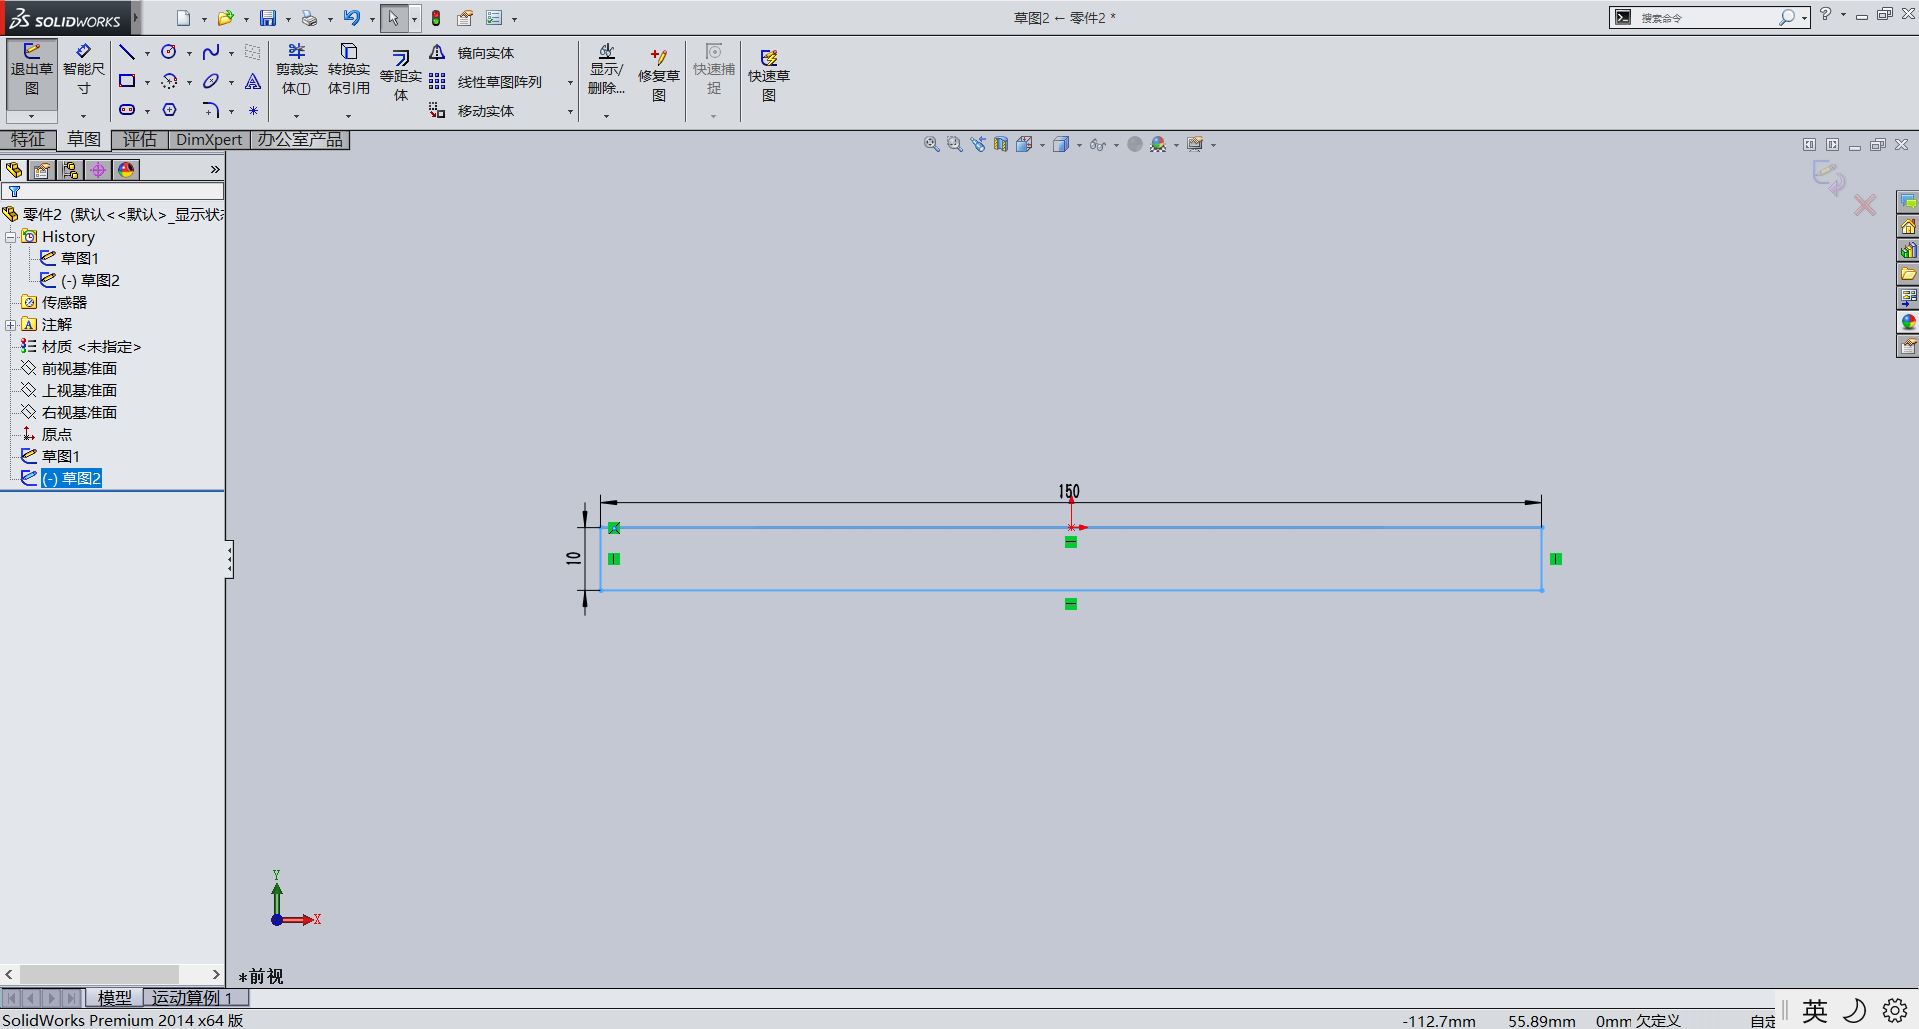 SOLIDWORKS
草图2 ← 零件2 *
搜索命令
退出草图
智能尺寸
剪裁实体(T)
转换实体引用
等距实体
镜向实体
线性草图阵列
移动实体
显示/删除...
修复草图
快速捕捉
快速草图
特征
草图
评估
DimXpert
办公室产品
零件2 (默认<<默认>_显示状
History
草图1
(-) 草图2
传感器
注解
材质 <未指定>
前视基准面
上视基准面
右视基准面
原点
草图1
(-) 草图2
150
10
Y
X
*前视
模型
运动算例 1
SolidWorks Premium 2014 x64 版
-112.7mm 55.89mm 0mm 欠定义 自定
英